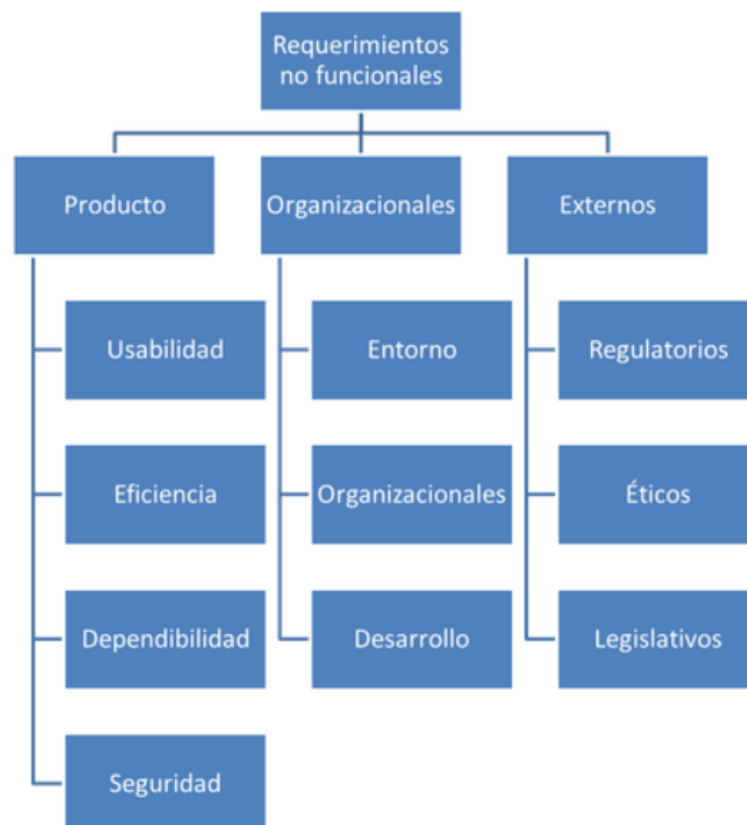 Requerimientos
no funcionales
Producto
Organizacionales
Externos
Usabilidad
Entorno
Regulatorios
Eficiencia
Organizacionales
Éticos
Dependibilidad
Desarrollo
Legislativos
Seguridad